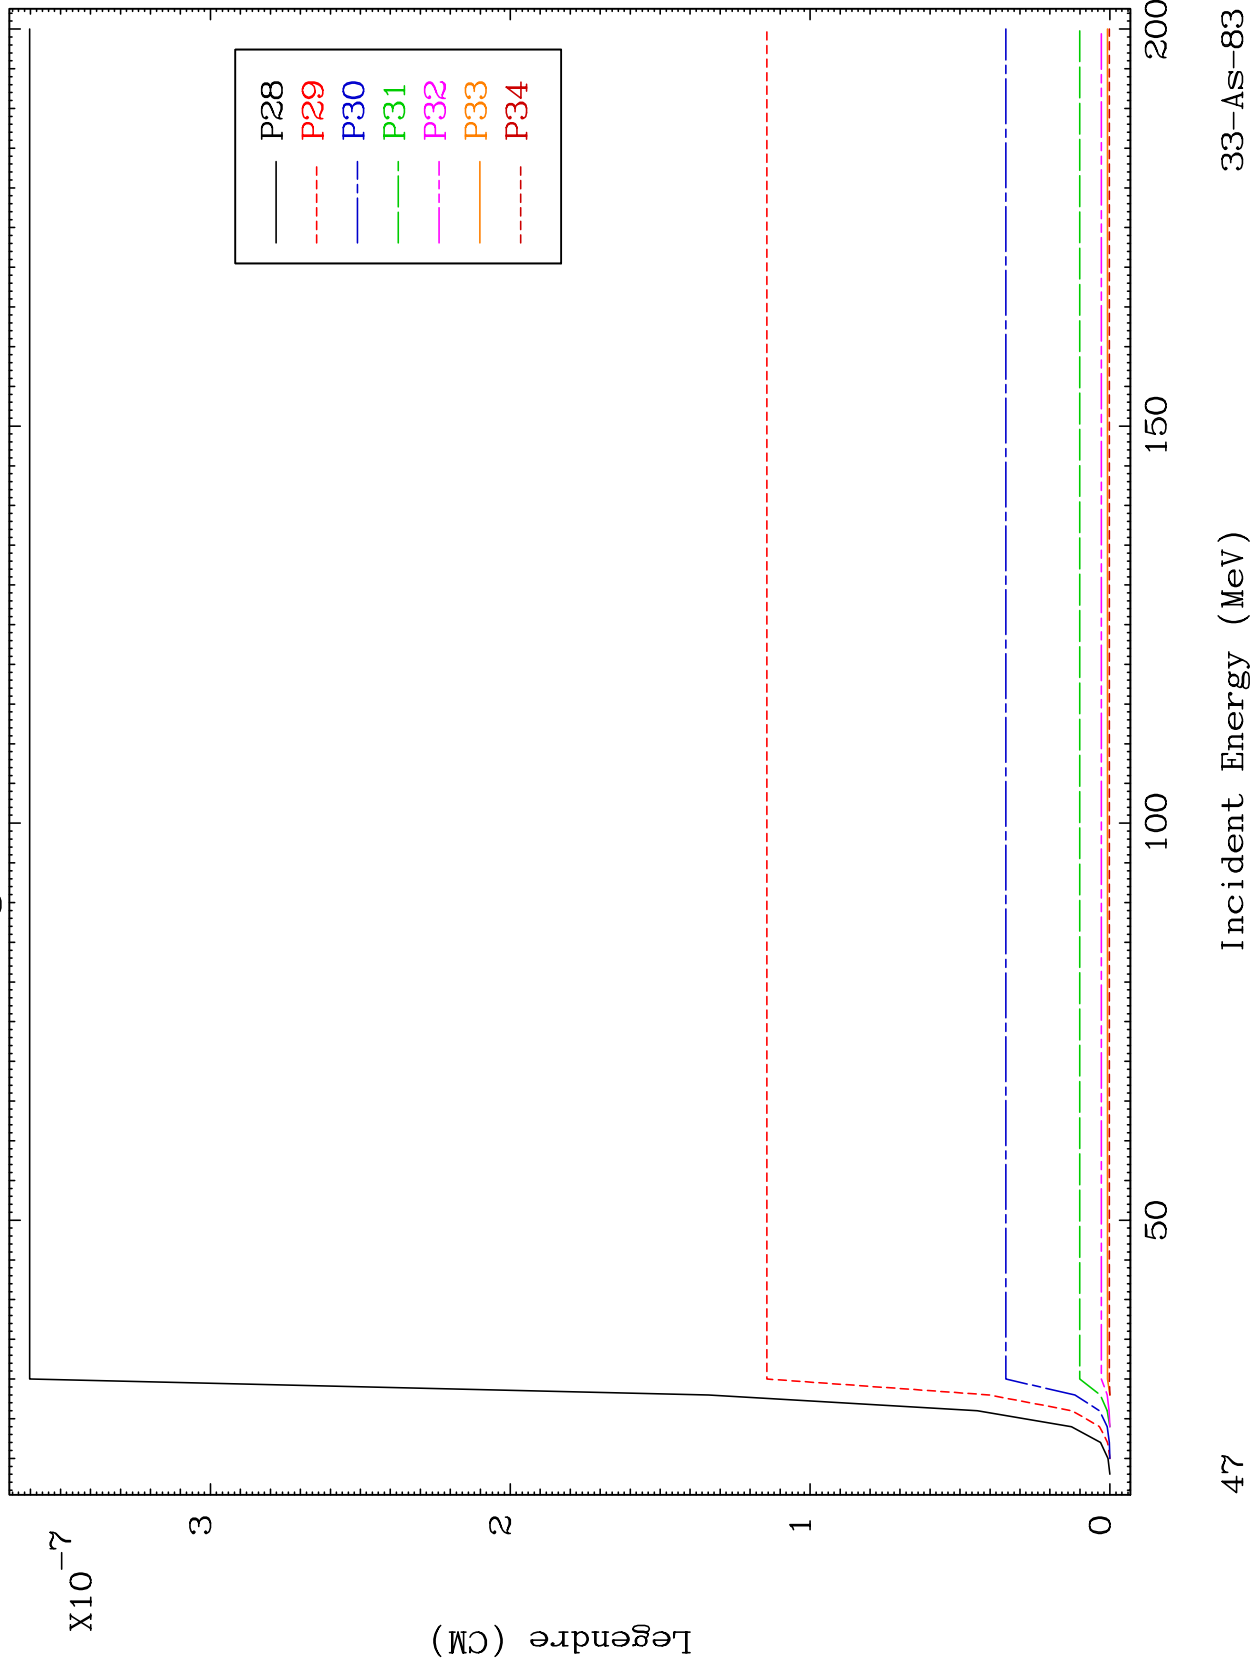 X10-7
3
2
1
0
Legendre (CM)
P28
P29
P30
P31
P32
P33
P34
50
100
150
200
Incident Energy (MeV)
47
33-As-83